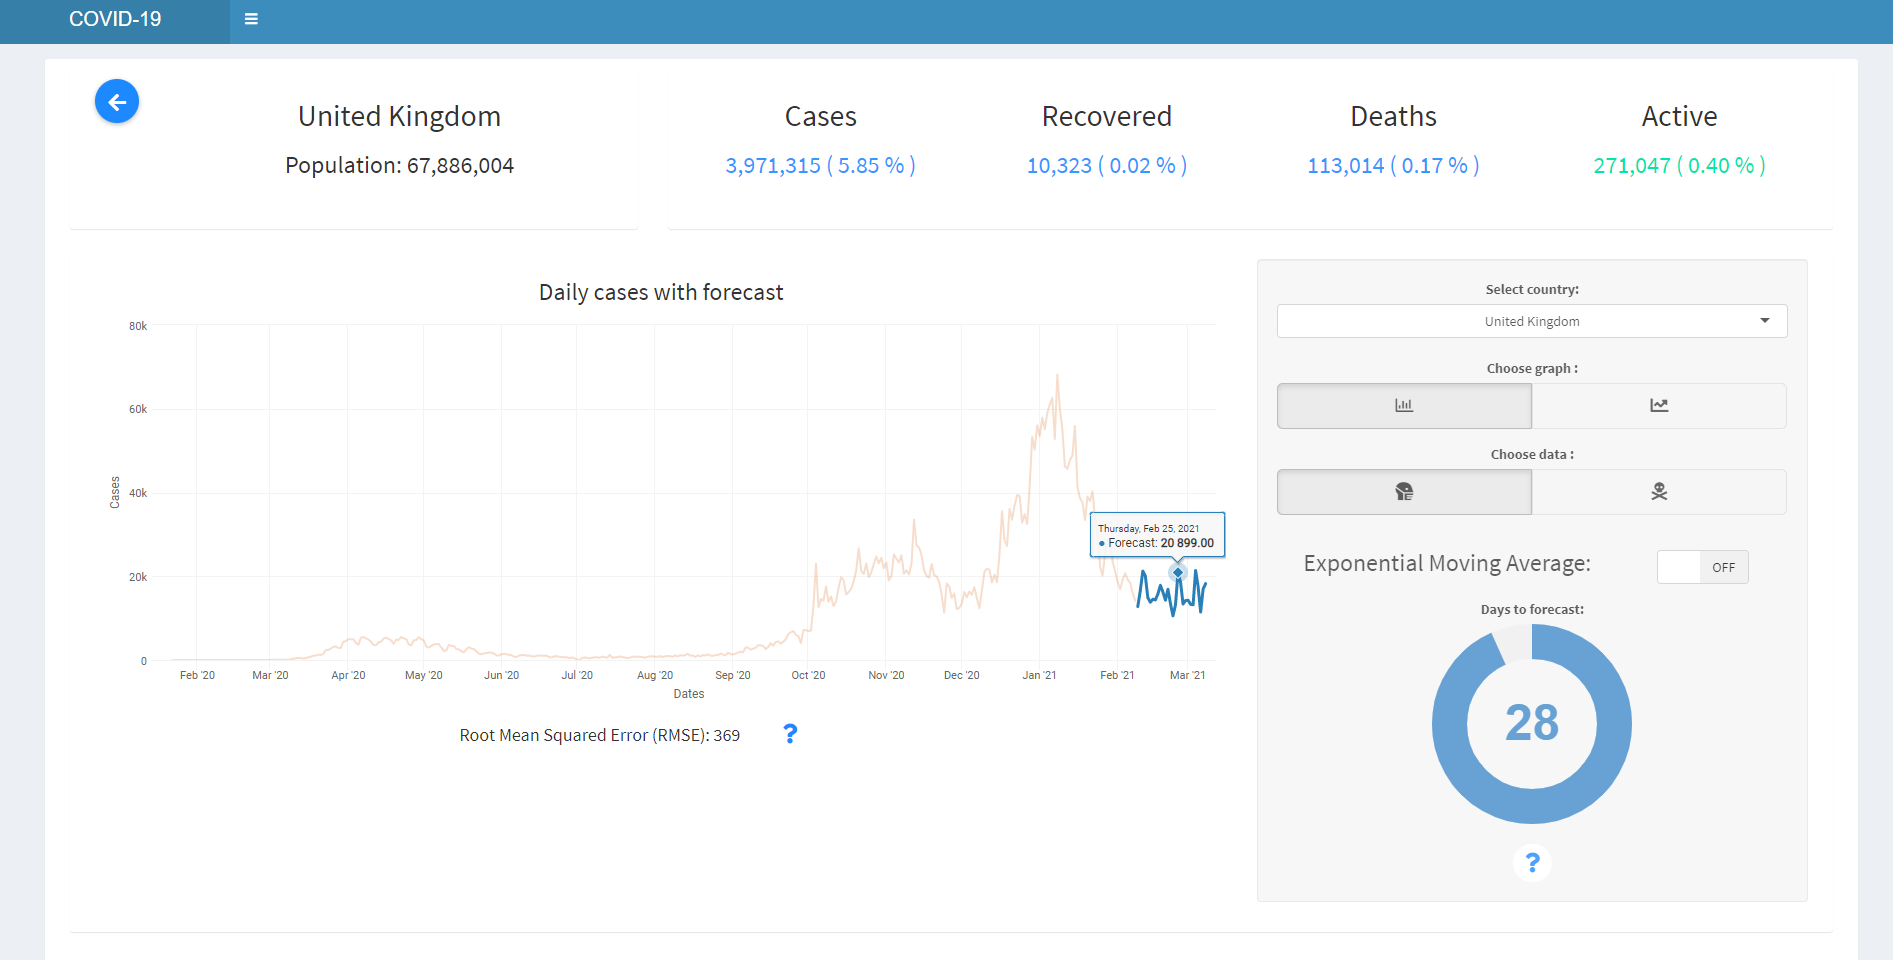 COVID-19
United Kingdom
Population: 67,886,004
Cases
3,971,315 ( 5.85 % )
Recovered
10,323 ( 0.02 % )
Deaths
113,014 ( 0.17 % )
Active
271,047 ( 0.40 % )
Daily cases with forecast
80k
60k
40k
20k
0
Cases
Thursday, Feb 25, 2021
Forecast: 20 899.00
Feb '20 Mar '20 Apr '20 May '20 Jun '20 Jul '20 Aug '20 Sep '20 Oct '20 Nov '20 Dec '20 Jan '21 Feb '21 Mar '21
Dates
Root Mean Squared Error (RMSE): 369 ?
Select country:
United Kingdom
Choose graph :
Choose data :
Exponential Moving Average: OFF
Days to forecast:
28
?